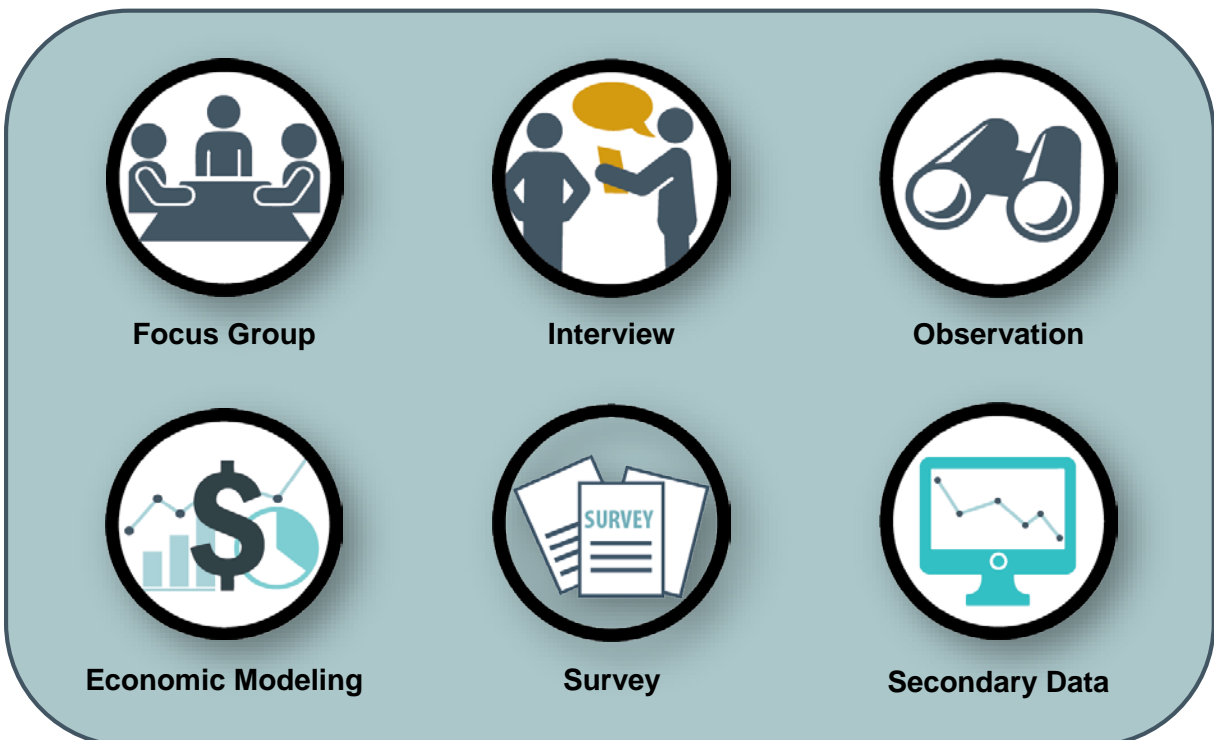 Focus Group
Interview
Observation
$
SURVEY
Economic Modeling
Survey
Secondary Data